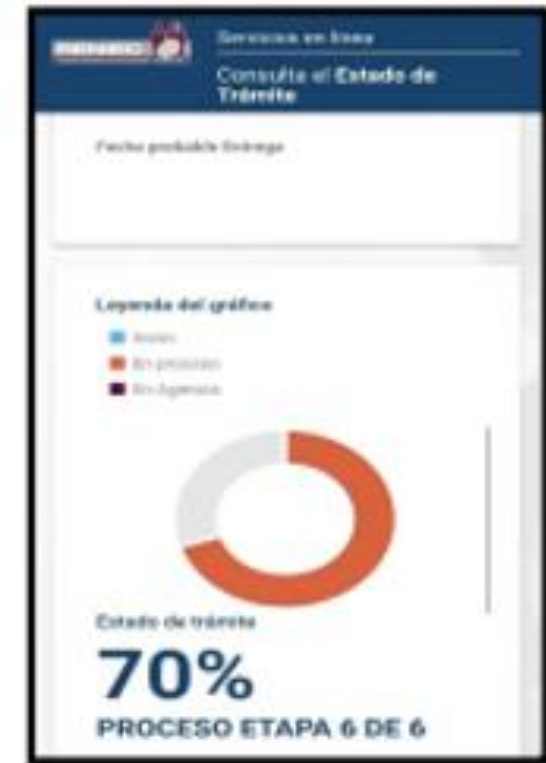 Servicios en línea
Consulta el Estado de
Trámite
Fecha probable Entrega
Leyenda del gráfico
Inicio
En proceso
En Agencia
Estado de trámite
70%
PROCESO ETAPA 6 DE 6